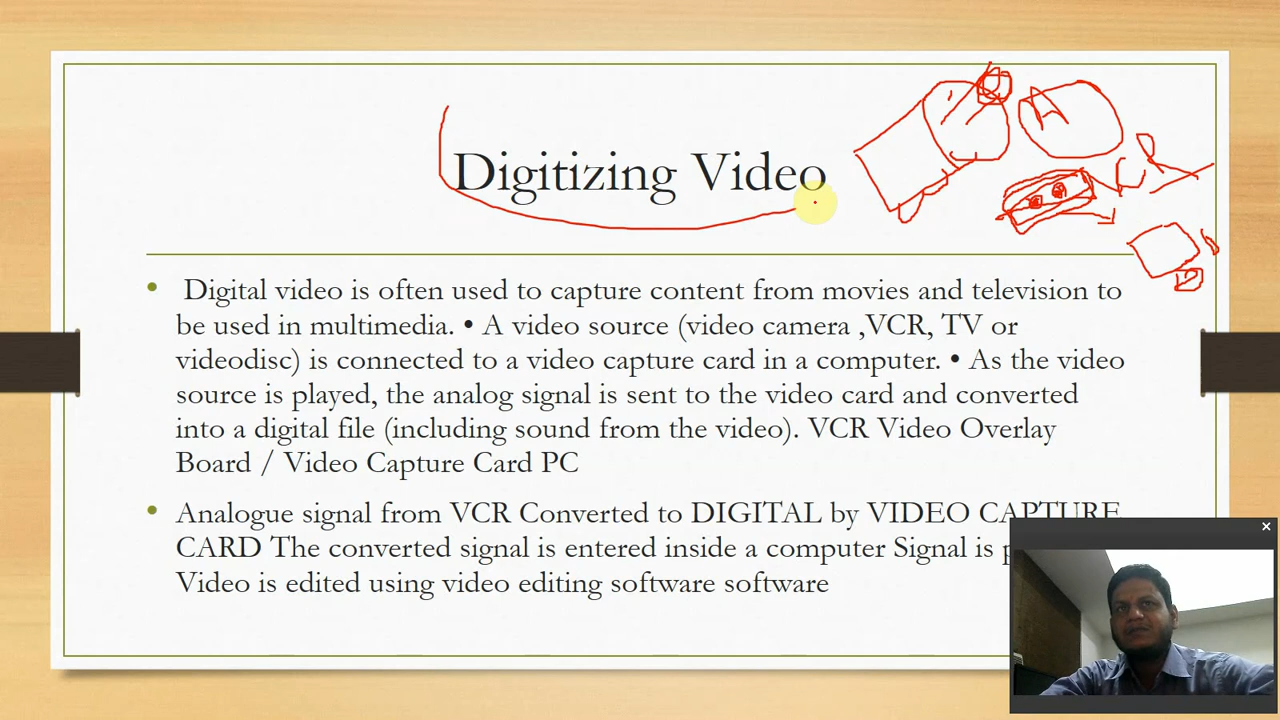 Digitizing Video
• Digital video is often used to capture content from movies and television to
be used in multimedia. • A video source (video camera ,VCR, TV or
videodisc) is connected to a video capture card in a computer. • As the video
source is played, the analog signal is sent to the video card and converted
into a digital file (including sound from the video). VCR Video Overlay
Board / Video Capture Card PC
• Analogue signal from VCR Converted to DIGITAL by VIDEO CAPTURE
CARD The converted signal is entered inside a computer Signal is
Video is edited using video editing software software